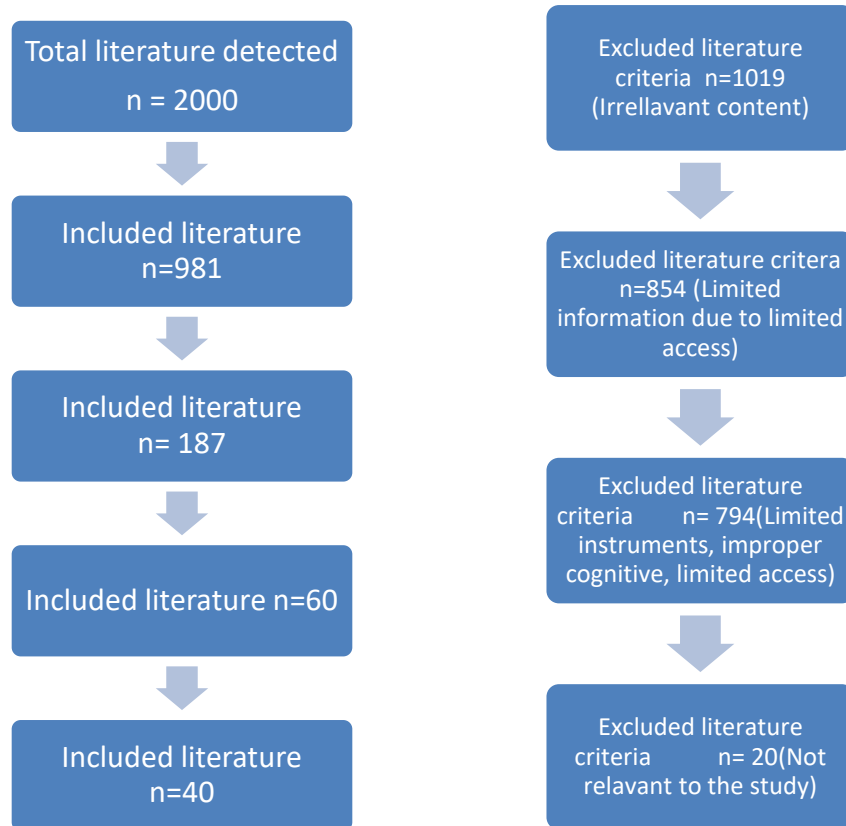 Total literature detected
n = 2000
Included literature
n=981
Included literature
n= 187
Included literature n=60
Included literature
n=40
Excluded literature
criteria n=1019
(Irrellavant content)
Excluded literature critera
n=854 (Limited
information due to limited
access)
Excluded literature
criteria n= 794(Limited
instruments, improper
cognitive, limited access)
Excluded literature
criteria n= 20(Not
relavant to the study)